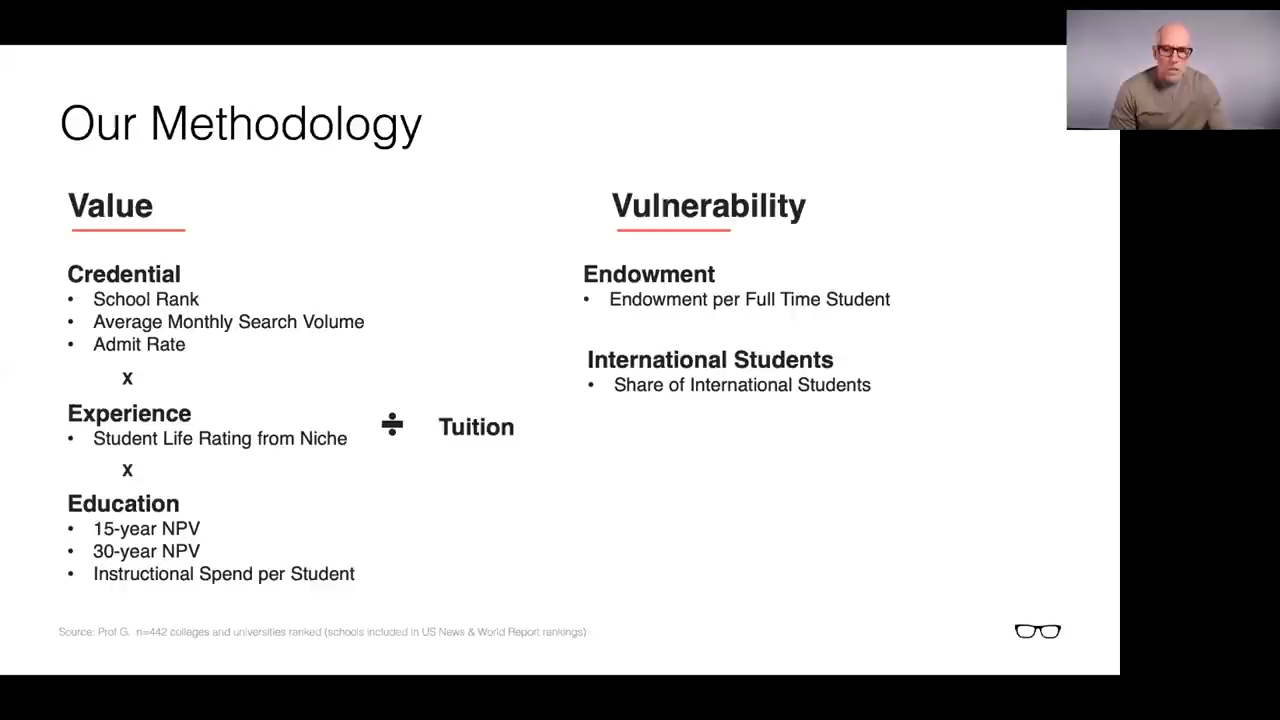 Our Methodology
Value
Credential
• School Rank
• Average Monthly Search Volume
• Admit Rate
x
Experience
• Student Life Rating from Niche
x
Education
• 15-year NPV
• 30-year NPV
• Instructional Spend per Student
÷ Tuition
Vulnerability
Endowment
• Endowment per Full Time Student
International Students
• Share of International Students
Source: Prof G. n=442 colleges and universities ranked (schools included in US News & World Report rankings)